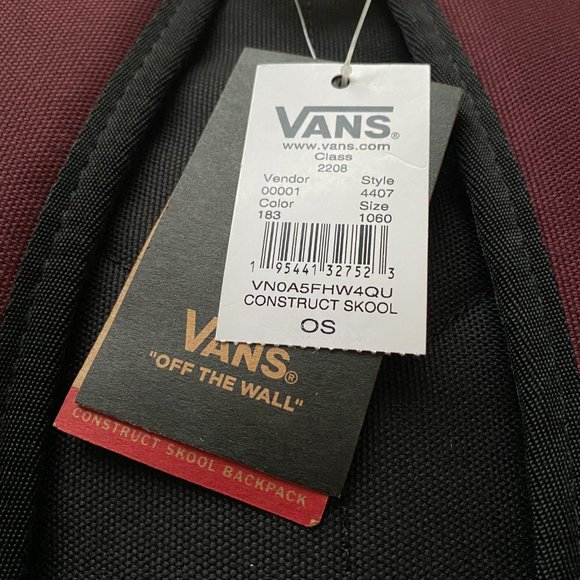 VANS®
www.vans.com
Class
2208
Vendor Style
00001 4407
Color Size
183 1060
1 95441 32752 3
VN0A5FHW4QU
CONSTRUCT SKOOL
OS
VANS®
"OFF THE WALL"
CONSTRUCT SKOOL BACKPACK